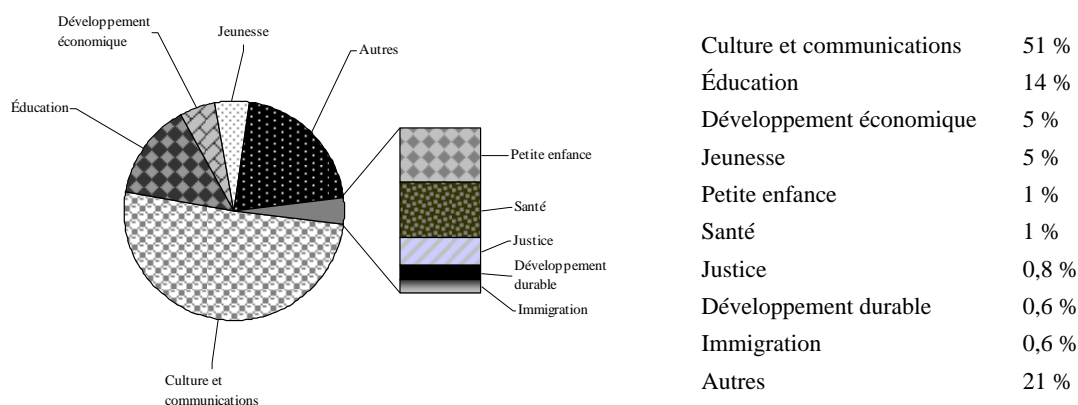 Développement
économique
Jeunesse
Autres
Éducation
Petite enfance
Santé
Justice
Développement
durable
Immigration
Culture et
communications
Culture et communications 51 %
Éducation 14 %
Développement économique 5 %
Jeunesse 5 %
Petite enfance 1 %
Santé 1 %
Justice 0,8 %
Développement durable 0,6 %
Immigration 0,6 %
Autres 21 %